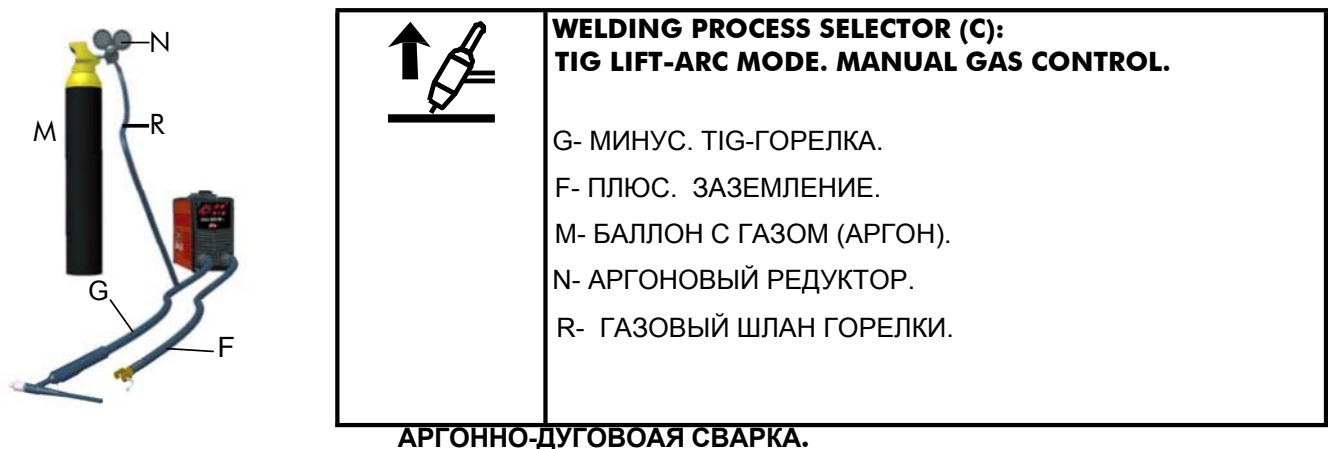 N
M
R
G
F
WELDING PROCESS SELECTOR (C):
TIG LIFT-ARC MODE. MANUAL GAS CONTROL.
G- МИНУС. TIG-ГОРЕЛКА.
F- ПЛЮС. ЗАЗЕМЛЕНИЕ.
M- БАЛЛОН С ГАЗОМ (АРГОН).
N- АРГОНОВЫЙ РЕДУКТОР.
R- ГАЗОВЫЙ ШЛАН ГОРЕЛКИ.
АРГОННО-ДУГОВОАЯ СВАРКА.